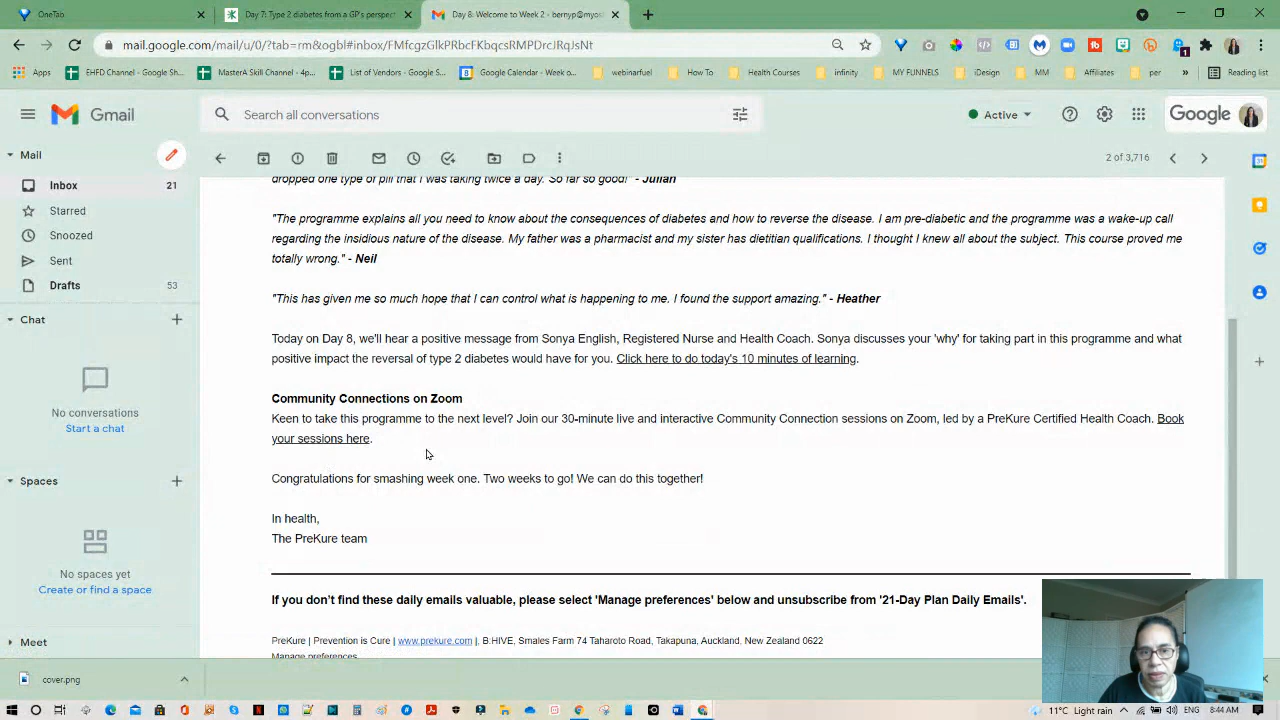 OneTab
Day 7: Type 2 diabetes from a GP's perspect
Day 8: Welcome to Week 2 - bernyp@myos
mail.google.com/mail/u/0/?tab=rm&ogbl#inbox/FMfcgzGlkPlbcFBbqcsRMPDrcJRqJsNt
Apps
EHFD Channel - Google Sh...
MasterA Skill Channel - 4p...
List of Vendors - Google S...
Google Calendar - Week o...
webinarfuel
How To
Health Courses
infinity
MY FUNNELS
iDesign
MM
Affiliates
per
»
Reading list
Gmail
Search all conversations
Active
Google
Mail
2 of 3,716
Inbox 21
Starred
Snoozed
Sent
Drafts 53
Chat
No conversations
Start a chat
Spaces
No spaces yet
Create or find a space
Meet
dropped one type of pill that I was taking twice a day. So far so good!" - Julian
"The programme explains all you need to know about the consequences of diabetes and how to reverse the disease. I am pre-diabetic and the programme was a wake-up call
regarding the insidious nature of the disease. My father was a pharmacist and my sister has dietitian qualifications. I thought I knew all about the subject. This course proved me
totally wrong." - Neil
"This has given me so much hope that I can control what is happening to me. I found the support amazing." - Heather
Today on Day 8, we'll hear a positive message from Sonya English, Registered Nurse and Health Coach. Sonya discusses your 'why' for taking part in this programme and what
positive impact the reversal of type 2 diabetes would have for you. Click here to do today's 10 minutes of learning.
Community Connections on Zoom
Keen to take this programme to the next level? Join our 30-minute live and interactive Community Connection sessions on Zoom, led by a PreKure Certified Health Coach. Book
your sessions here.
Congratulations for smashing week one. Two weeks to go! We can do this together!
In health,
The PreKure team
If you don't find these daily emails valuable, please select 'Manage preferences' below and unsubscribe from '21-Day Plan Daily Emails'.
PreKure | Prevention is Cure | www.prekure.com |, B.HIVE, Smales Farm 74 Taharoto Road, Takapuna, Auckland, New Zealand 0622
Manage preferences
cover.png
11°C Light rain
8:44 AM